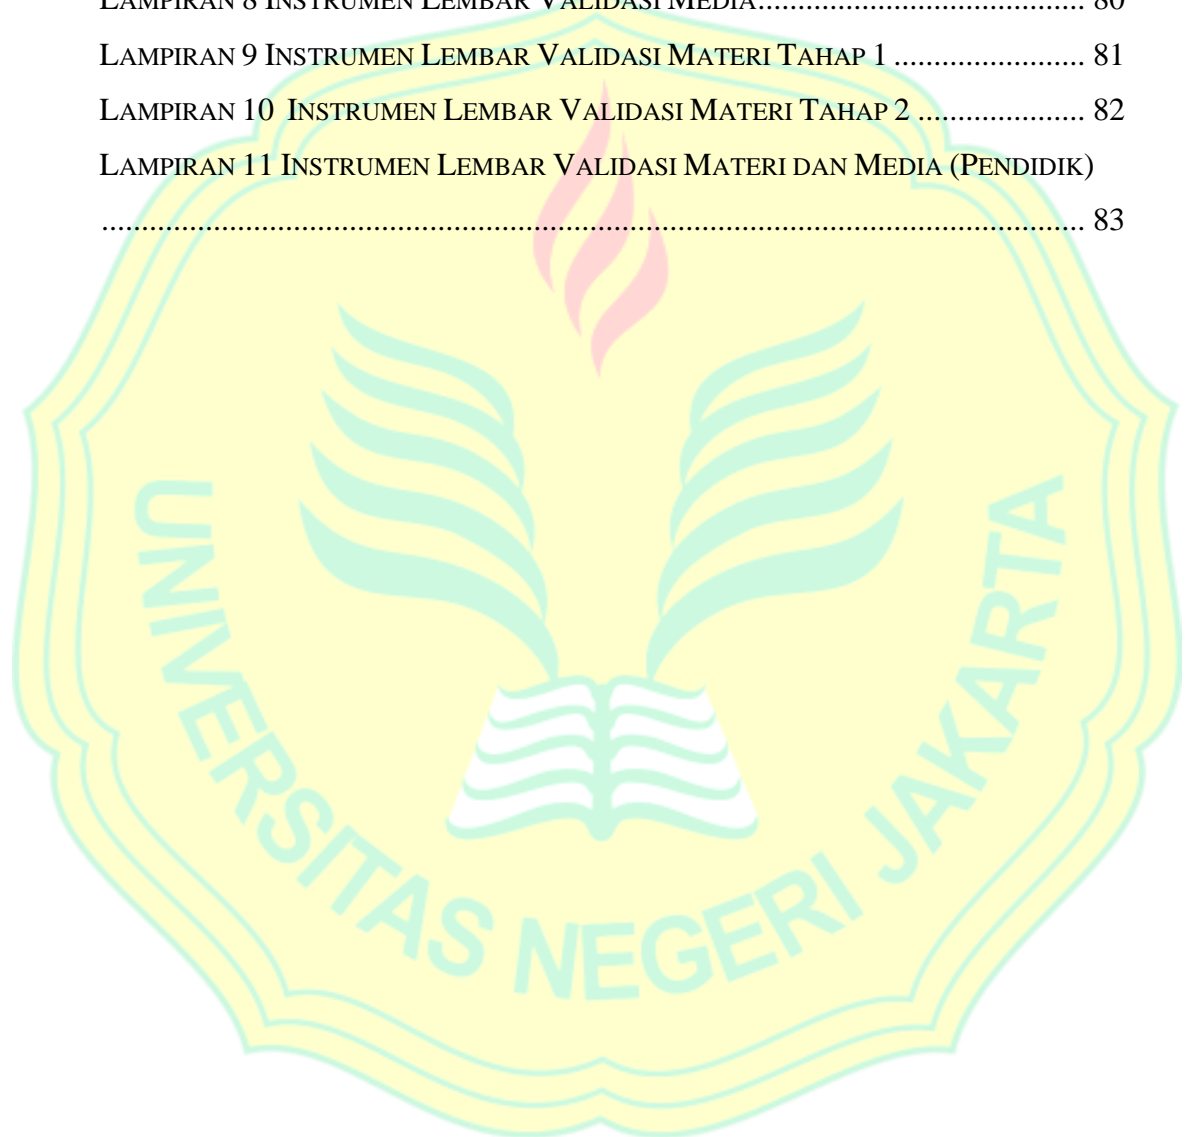 LAMPIRAN 8 INSTRUMEN LEMBAR VALIDASI MEDIA........................................ 80
LAMPIRAN 9 INSTRUMEN LEMBAR VALIDASI MATERI TAHAP 1 ........................ 81
LAMPIRAN 10 INSTRUMEN LEMBAR VALIDASI MATERI TAHAP 2 ..................... 82
LAMPIRAN 11 INSTRUMEN LEMBAR VALIDASI MATERI DAN MEDIA (PENDIDIK)
.......................................................................................................................... 83
UNIVERSITAS NEGERI JAKARTA